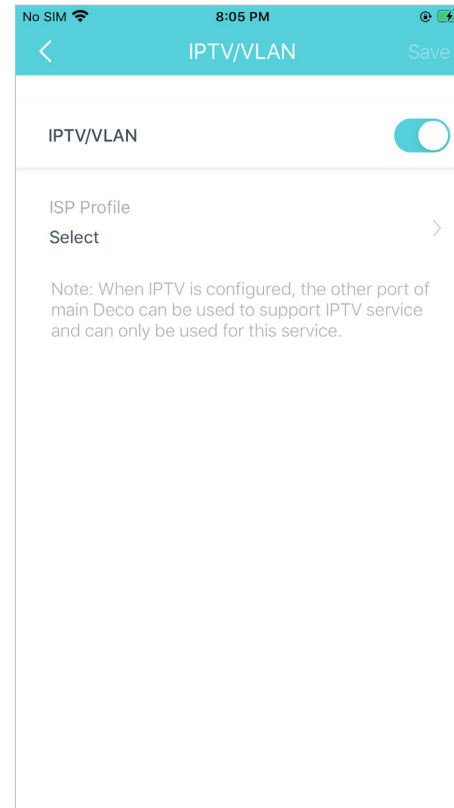 No SIM 8:05 PM
IPTV/VLAN Save
IPTV/VLAN
ISP Profile
Select
Note: When IPTV is configured, the other port of
main Deco can be used to support IPTV service
and can only be used for this service.